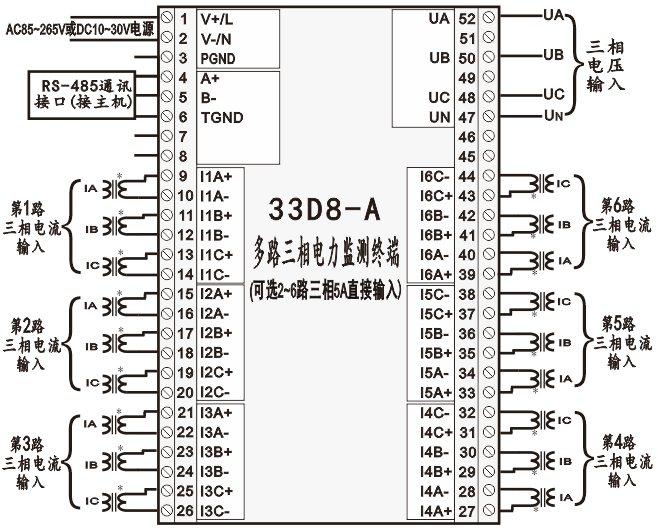 AC85~265V或DC10~30V电源
RS-485通讯
接口(接主机)
第1路
三相电流
输入
第2路
三相电流
输入
第3路
三相电流
输入
IA
IB
IC
IA
IB
IC
IA
IB
IC
*
*
*
*
*
*
*
*
*
1 V+/L
2 V-/N
3 PGND
4 A+
5 B-
6 TGND
7
8
9 I1A+
10 I1A-
11 I1B+
12 I1B-
13 I1C+
14 I1C-
15 I2A+
16 I2A-
17 I2B+
18 I2B-
19 I2C+
20 I2C-
21 I3A+
22 I3A-
23 I3B+
24 I3B-
25 I3C+
26 I3C-
33D8-A
多路三相电力监测终端
(可选2~6路三相5A直接输入)
UA 52
51
UB 50
49
UC 48
UN 47
46
45
I6C- 44
I6C+ 43
I6B- 42
I6B+ 41
I6A- 40
I6A+ 39
I5C- 38
I5C+ 37
I5B- 36
I5B+ 35
I5A- 34
I5A+ 33
I4C- 32
I4C+ 31
I4B- 30
I4B+ 29
I4A- 28
I4A+ 27
UA
UB
UC
UN
三相
电压
输入
IC
IB
IA
IC
IB
IA
IC
IB
IA
*
*
*
*
*
*
*
*
*
第6路
三相电流
输入
第5路
三相电流
输入
第4路
三相电流
输入